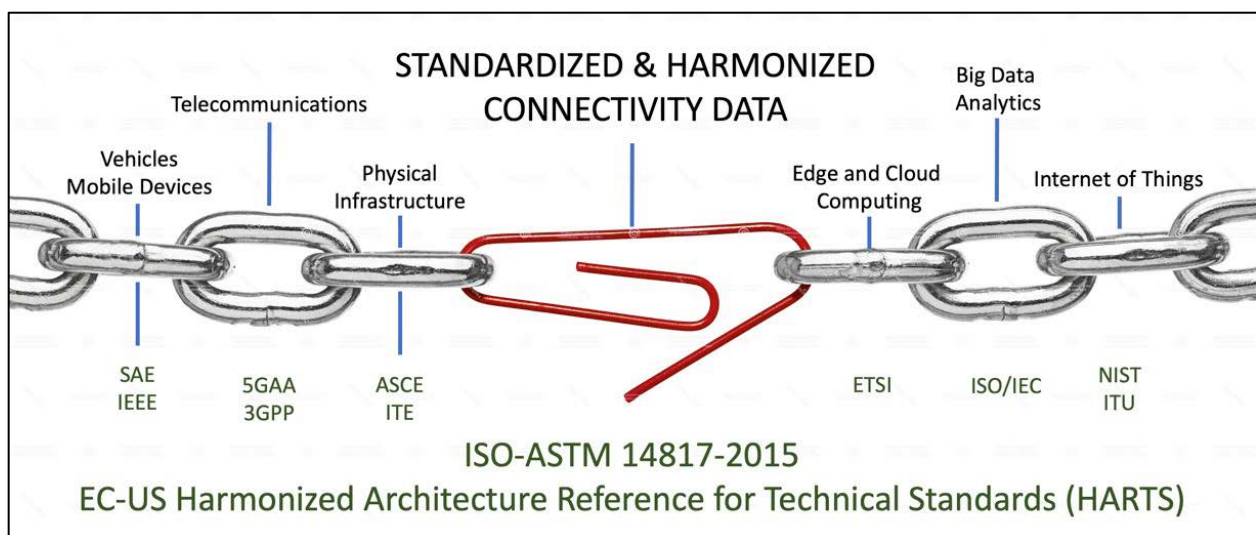 STANDARDIZED & HARMONIZED
CONNECTIVITY DATA
Telecommunications
Big Data
Analytics
Vehicles
Mobile Devices
Physical
Infrastructure
Edge and Cloud
Computing
Internet of Things
SAE
IEEE
5GAA
3GPP
ASCE
ITE
ETSI
ISO/IEC
NIST
ITU
ISO-ASTM 14817-2015
EC-US Harmonized Architecture Reference for Technical Standards (HARTS)